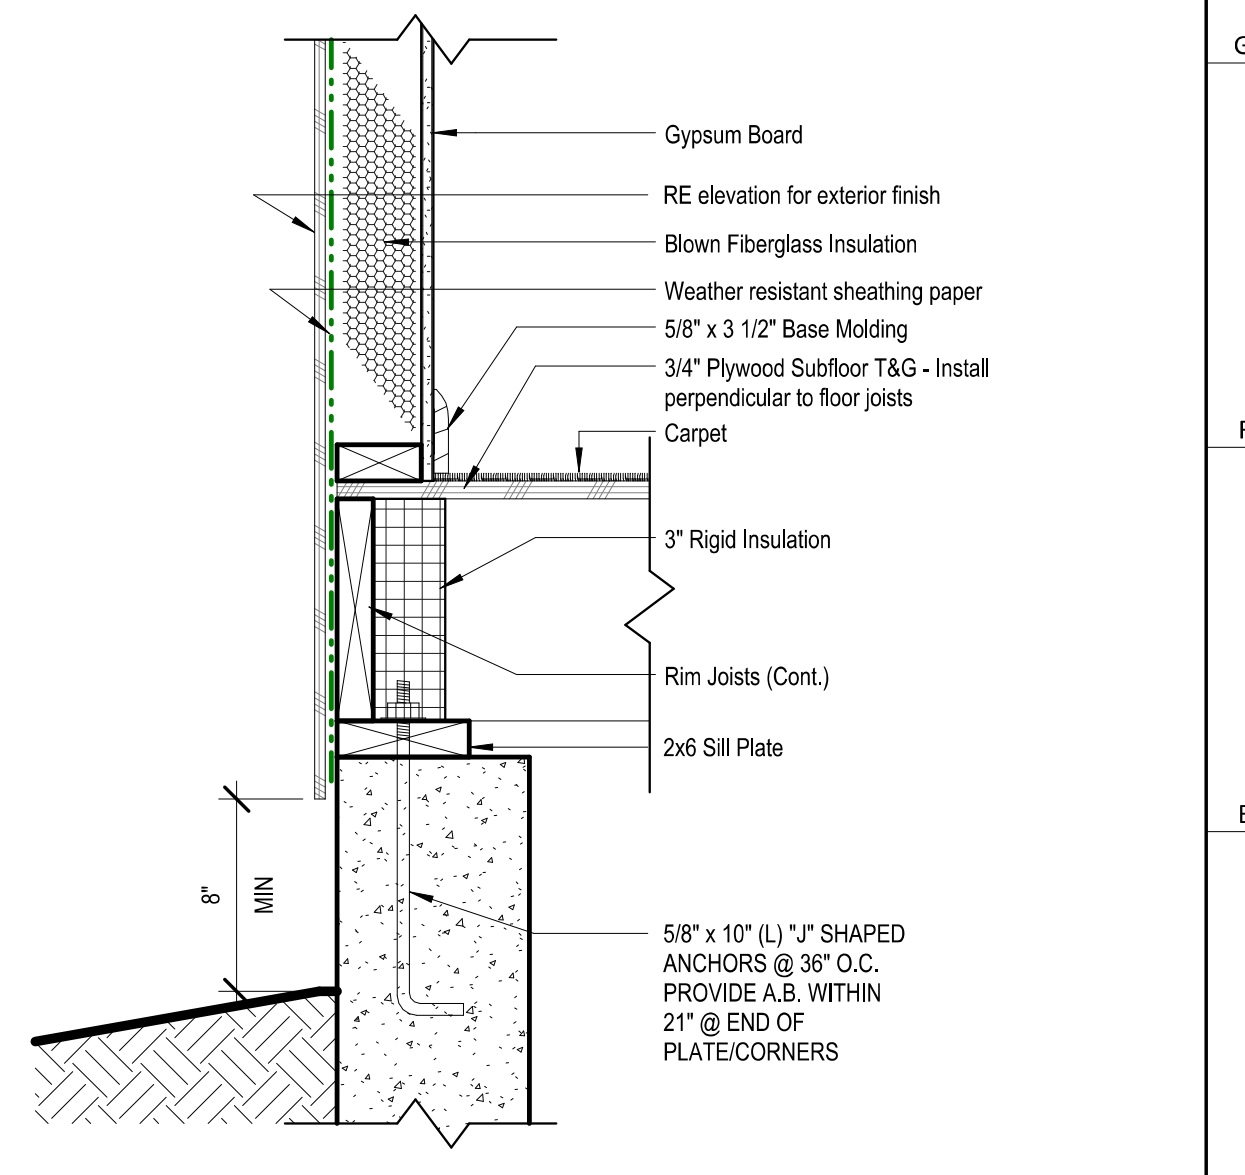 Gypsum Board
RE elevation for exterior finish
Blown Fiberglass Insulation
Weather resistant sheathing paper
5/8" x 3 1/2" Base Molding
3/4" Plywood Subfloor T&G - Install
perpendicular to floor joists
Carpet
3" Rigid Insulation
Rim Joists (Cont.)
2x6 Sill Plate
8"
MIN
5/8" x 10" (L) "J" SHAPED
ANCHORS @ 36" O.C.
PROVIDE A.B. WITHIN
21" @ END OF
PLATE/CORNERS